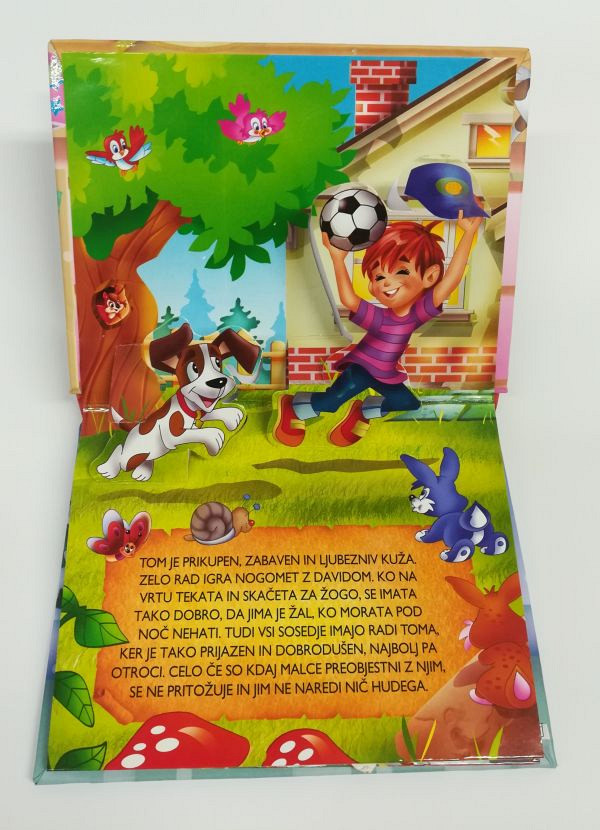 TOM JE PRIKUPEN, ZABAVEN IN LJUBEZNIV KUŽA.
ZELO RAD IGRA NOGOMET Z DAVIDOM. KO NA
VRTU TEKATA IN SKAČETA ZA ŽOGO, SE IMATA
TAKO DOBRO, DA JIMA JE ŽAL, KO MORATA POD
NOČ NEHATI. TUDI VSI SOSEDJE IMAJO RADI TOMA,
KER JE TAKO PRIJAZEN IN DOBRODUŠEN, NAJBOLJ PA
OTROCI. CELO ČE SO KDAJ MALCE PREOBJESTNI Z NJIM,
SE NE PRITOŽUJE IN JIM NE NAREDI NIČ HUDEGA.